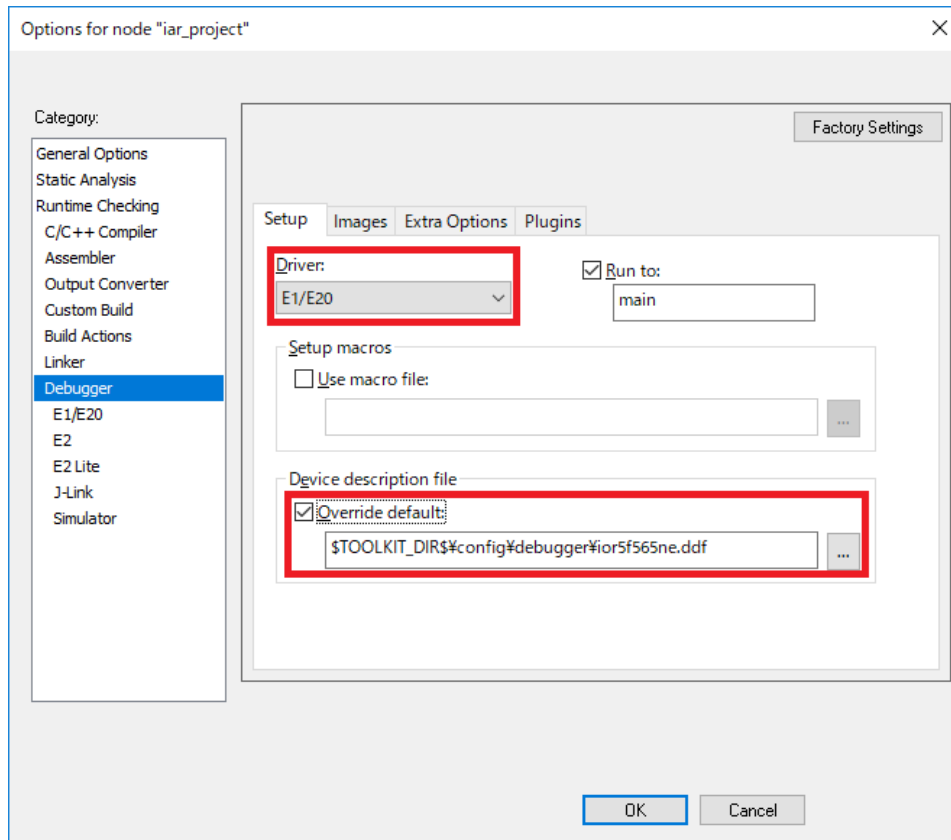 Options for node "iar_project"
Category:
General Options
Static Analysis
Runtime Checking
C/C++ Compiler
Assembler
Output Converter
Custom Build
Build Actions
Linker
Debugger
E1/E20
E2
E2 Lite
J-Link
Simulator
Factory Settings
Setup
Images
Extra Options
Plugins
Driver:
E1/E20
Run to:
main
Setup macros
Use macro file:
...
Device description file
Override default:
$TOOLKIT_DIR$¥config¥debugger¥ior5f565ne.ddf
...
OK
Cancel